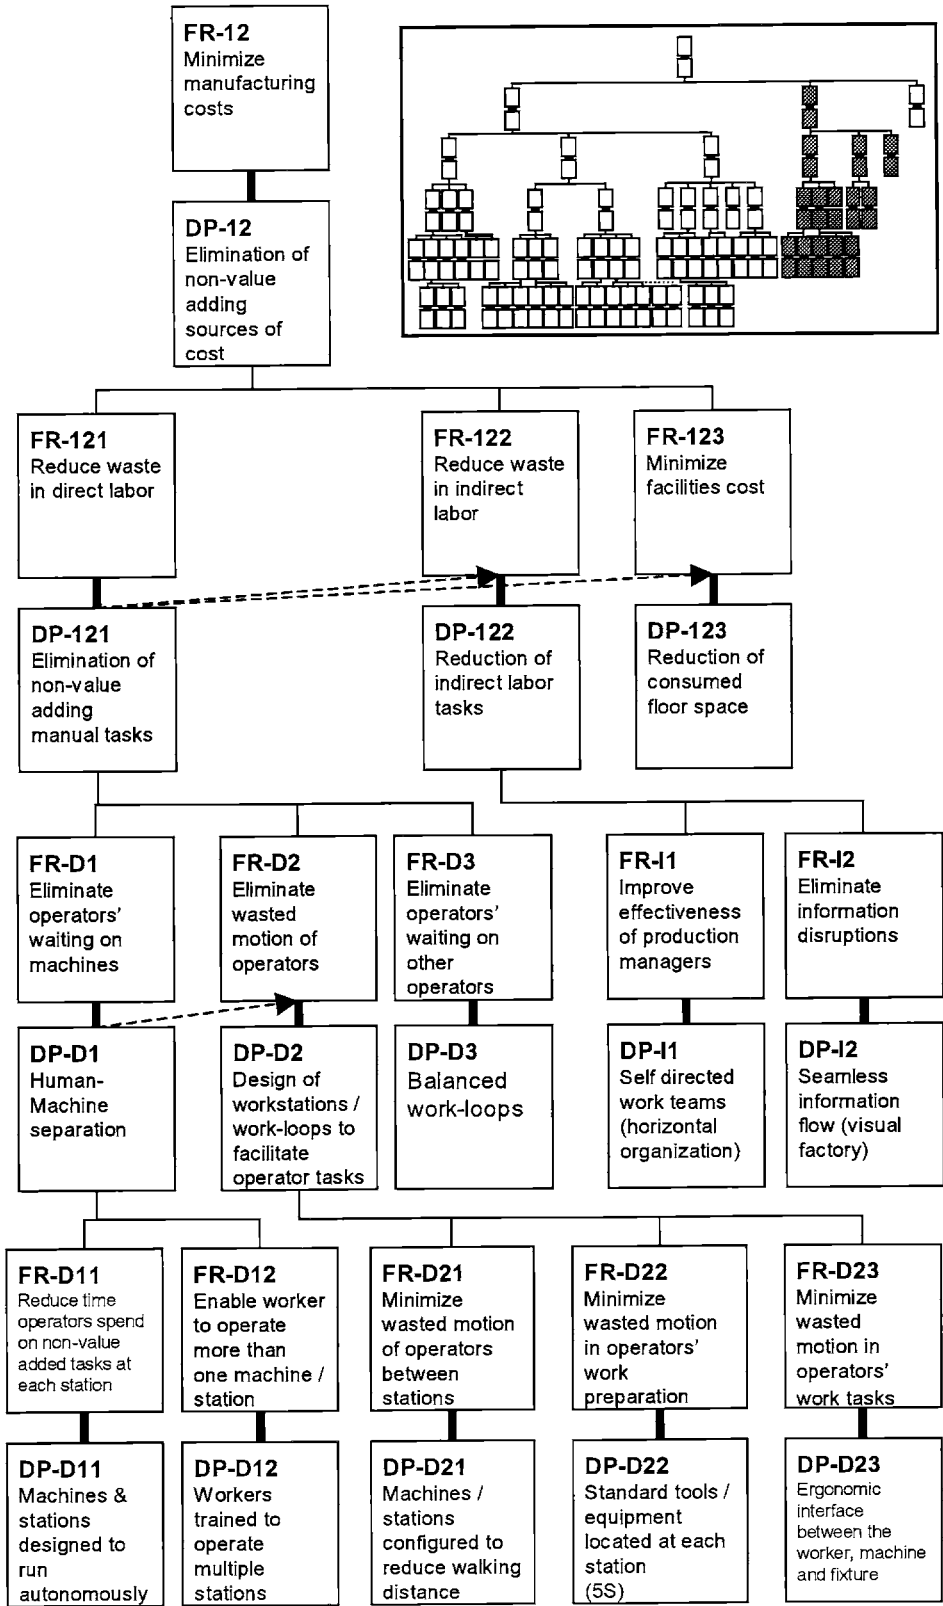 FR-12
Minimize
manufacturing
costs
DP-12
Elimination of
non-value
adding
sources of
cost
FR-121
Reduce waste
in direct labor
FR-122
Reduce waste
in indirect
labor
FR-123
Minimize
facilities cost
DP-121
Elimination of
non-value
adding
manual tasks
DP-122
Reduction of
indirect labor
tasks
DP-123
Reduction of
consumed
floor space
FR-D1
Eliminate
operators'
waiting on
machines
FR-D2
Eliminate
wasted
motion of
operators
FR-D3
Eliminate
operators'
waiting on
other
operators
FR-I1
Improve
effectiveness
of production
managers
FR-I2
Eliminate
information
disruptions
DP-D1
Human-
Machine
separation
DP-D2
Design of
workstations /
work-loops to
facilitate
operator tasks
DP-D3
Balanced
work-loops
DP-I1
Self directed
work teams
(horizontal
organization)
DP-I2
Seamless
information
flow (visual
factory)
FR-D11
Reduce time
operators spend
on non-value
added tasks at
each station
FR-D12
Enable worker
to operate
more than
one machine /
station
FR-D21
Minimize
wasted motion
of operators
between
stations
FR-D22
Minimize
wasted motion
in operators'
work
preparation
FR-D23
Minimize
wasted
motion in
operators'
work tasks
DP-D11
Machines &
stations
designed to
run
autonomously
DP-D12
Workers
trained to
operate
multiple
stations
DP-D21
Machines /
stations
configured to
reduce walking
distance
DP-D22
Standard tools /
equipment
located at each
station
(5S)
DP-D23
Ergonomic
interface
between the
worker, machine
and fixture